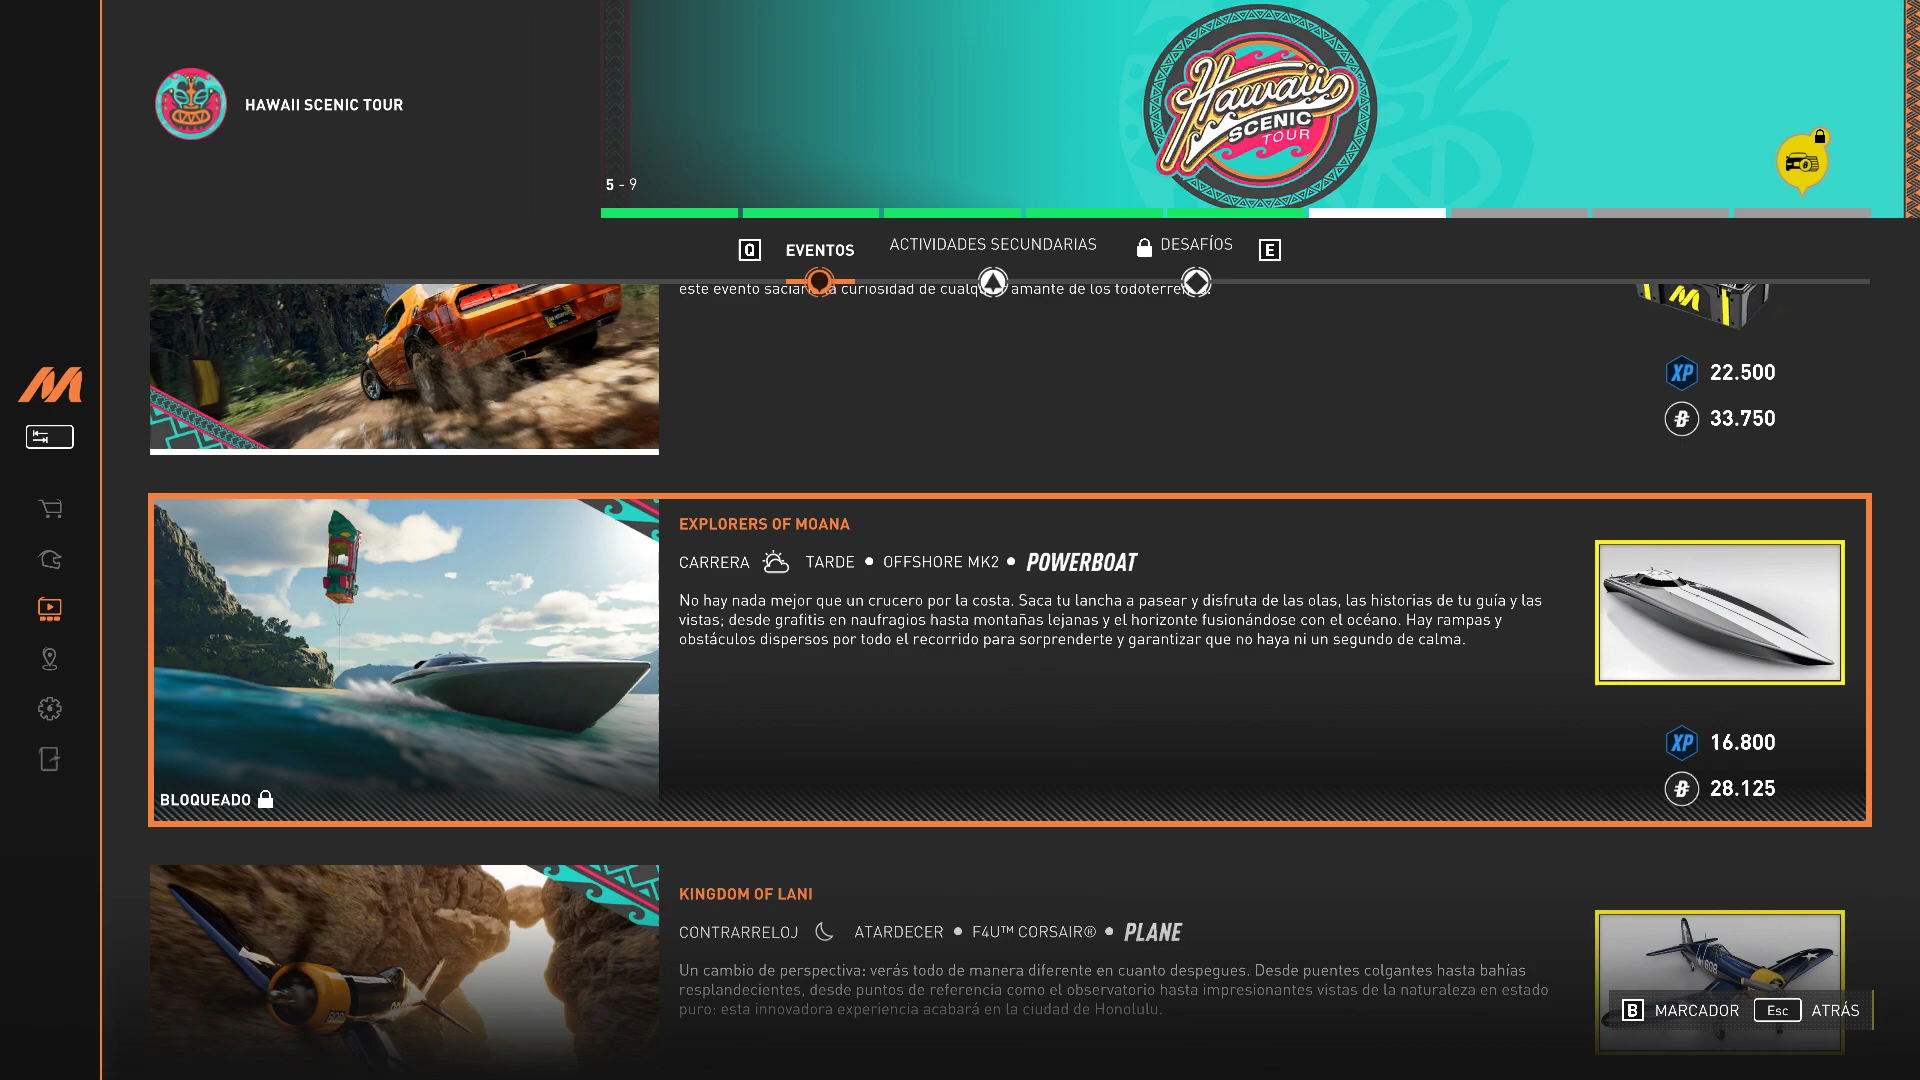 HAWAII SCENIC TOUR
Hawaii
SCENIC
TOUR
5 - 9
Q EVENTOS ACTIVIDADES SECUNDARIAS DESAFÍOS E
este evento saciará la curiosidad de cualq amante de los todoterre
XP 22.500
33.750
EXPLORERS OF MOANA
CARRERA TARDE • OFFSHORE MK2 • POWERBOAT
No hay nada mejor que un crucero por la costa. Saca tu lancha a pasear y disfruta de las olas, las historias de tu guía y las
vistas; desde grafitis en naufragios hasta montañas lejanas y el horizonte fusionándose con el océano. Hay rampas y
obstáculos dispersos por todo el recorrido para sorprenderte y garantizar que no haya ni un segundo de calma.
XP 16.800
28.125
BLOQUEADO
KINGDOM OF LANI
CONTRARRELOJ ATARDECER • F4U™ CORSAIR® • PLANE
Un cambio de perspectiva: verás todo de manera diferente en cuanto despegues. Desde puentes colgantes hasta bahías
resplandecientes, desde puntos de referencia como el observatorio hasta impresionantes vistas de la naturaleza en estado
puro: esta innovadora experiencia acabará en la ciudad de Honolulu.
B MARCADOR Esc ATRÁS